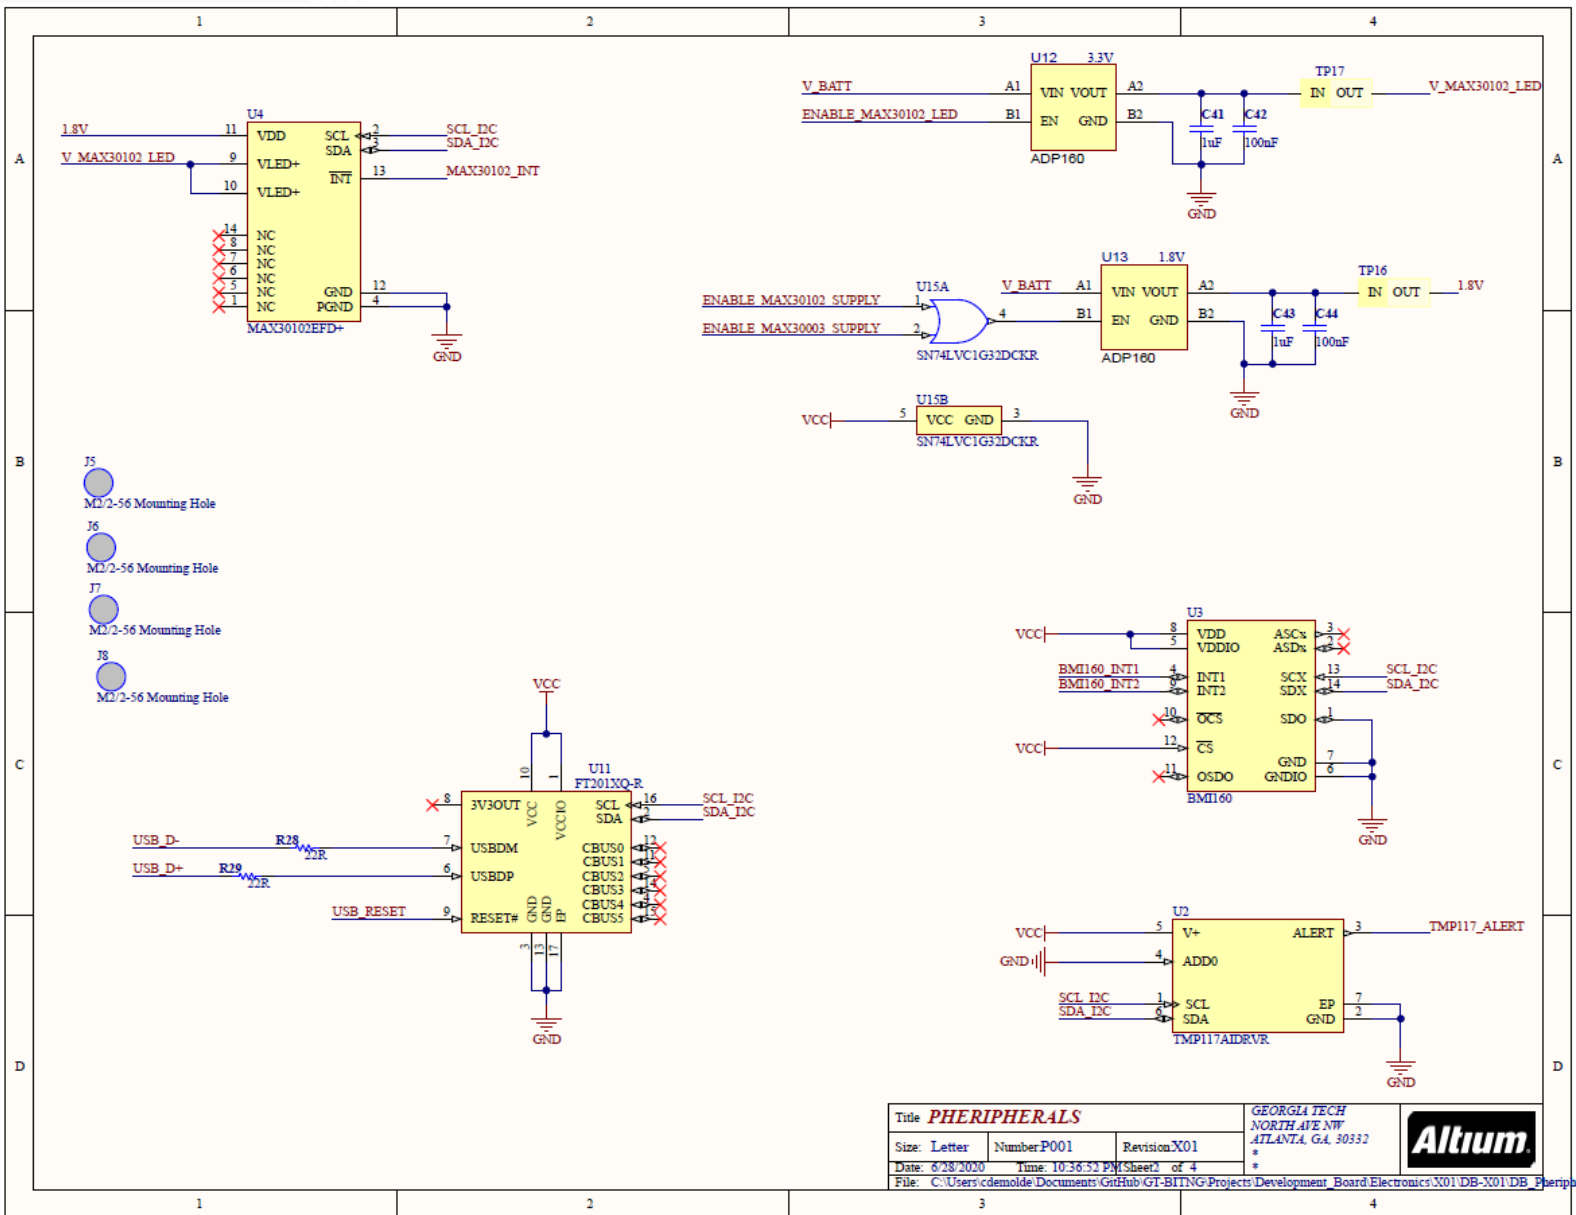 1 2 3 4
A
B
C
D
A
B
C
D
U4
1.8V 11 VDD SCL 2 SCL_I2C
SDA 3 SDA_I2C
V_MAX30102_LED 9 VLED+
INT 13 MAX30102_INT
10 VLED+
14 NC
8 NC
7 NC
6 NC
5 NC GND 12
1 NC PGND 4
MAX30102EFD+
GND
U12 3.3V
V_BATT A1 VIN VOUT A2
ENABLE_MAX30102_LED B1 EN GND B2
ADP160
C41 C42
1uF 100nF
GND
TP17
IN OUT
V_MAX30102_LED
U13 1.8V
V_BATT A1 VIN VOUT A2
B1 EN GND B2
ADP160
C43 C44
1uF 100nF
GND
TP16
IN OUT
1.8V
U15A
ENABLE_MAX30102_SUPPLY 1
4
ENABLE_MAX30003_SUPPLY 2
SN74LVC1G32DCKR
U15B
VCC 5 VCC GND 3
SN74LVC1G32DCKR
GND
J5
M2/2-56 Mounting Hole
J6
M2/2-56 Mounting Hole
J7
M2/2-56 Mounting Hole
J8
M2/2-56 Mounting Hole
VCC
10 1
U11
FT201XQ-R
8 3V3OUT VCC VCCIO SCL 16 SCL_I2C
SDA 2 SDA_I2C
USB_D- R28 22R 7 USBDM
USB_D+ R29 22R 6 USBDP
USB_RESET 9 RESET#
CBUS0 12
CBUS1 11
CBUS2 5
CBUS3 14
CBUS4 4
CBUS5 15
GND GND EP
3 13 17
GND
U3
VCC 8 VDD ASCx 3
5 VDDIO ASDx 2
BMI160_INT1 4 INT1 SCX 13 SCL_I2C
BMI160_INT2 9 INT2 SDX 14 SDA_I2C
10 OCS SDO 1
VCC 12 CS
GND 7
11 OSDO GNDIO 6
BMI160
GND
U2
VCC 5 V+ ALERT 3 TMP117_ALERT
GND 4 ADD0
SCL_I2C 1 SCL EP 7
SDA_I2C 6 SDA GND 2
TMP117AIDRVR
GND
Title PHERIPHERALS
Size: Letter Number:P001 Revision:X01
Date: 6/28/2020 Time: 10:36:52 PM Sheet2 of 4
File: C:\Users\cdemolde\Documents\GitHub\GT-BITNG\Projects\Development_Board\Electronics\X01\DB-X01\DB_Pheriph
GEORGIA TECH
NORTH AVE NW
ATLANTA, GA, 30332
*
*
Altium
1 2 3 4